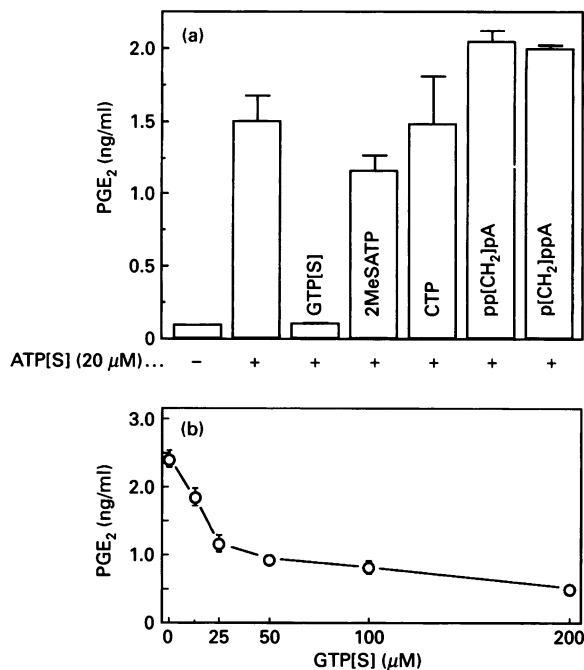 (a)
PGE₂ (ng/ml)
2.0
1.5
1.0
0.5
0
GTP[S]
2MeSATP
CTP
pp[CH₂]pA
p[CH₂]ppA
ATP[S] (20 µM)... – + + + + + +
(b)
PGE₂ (ng/ml)
3.0
2.0
1.0
0
0 25 50 100 200
GTP[S] (µM)